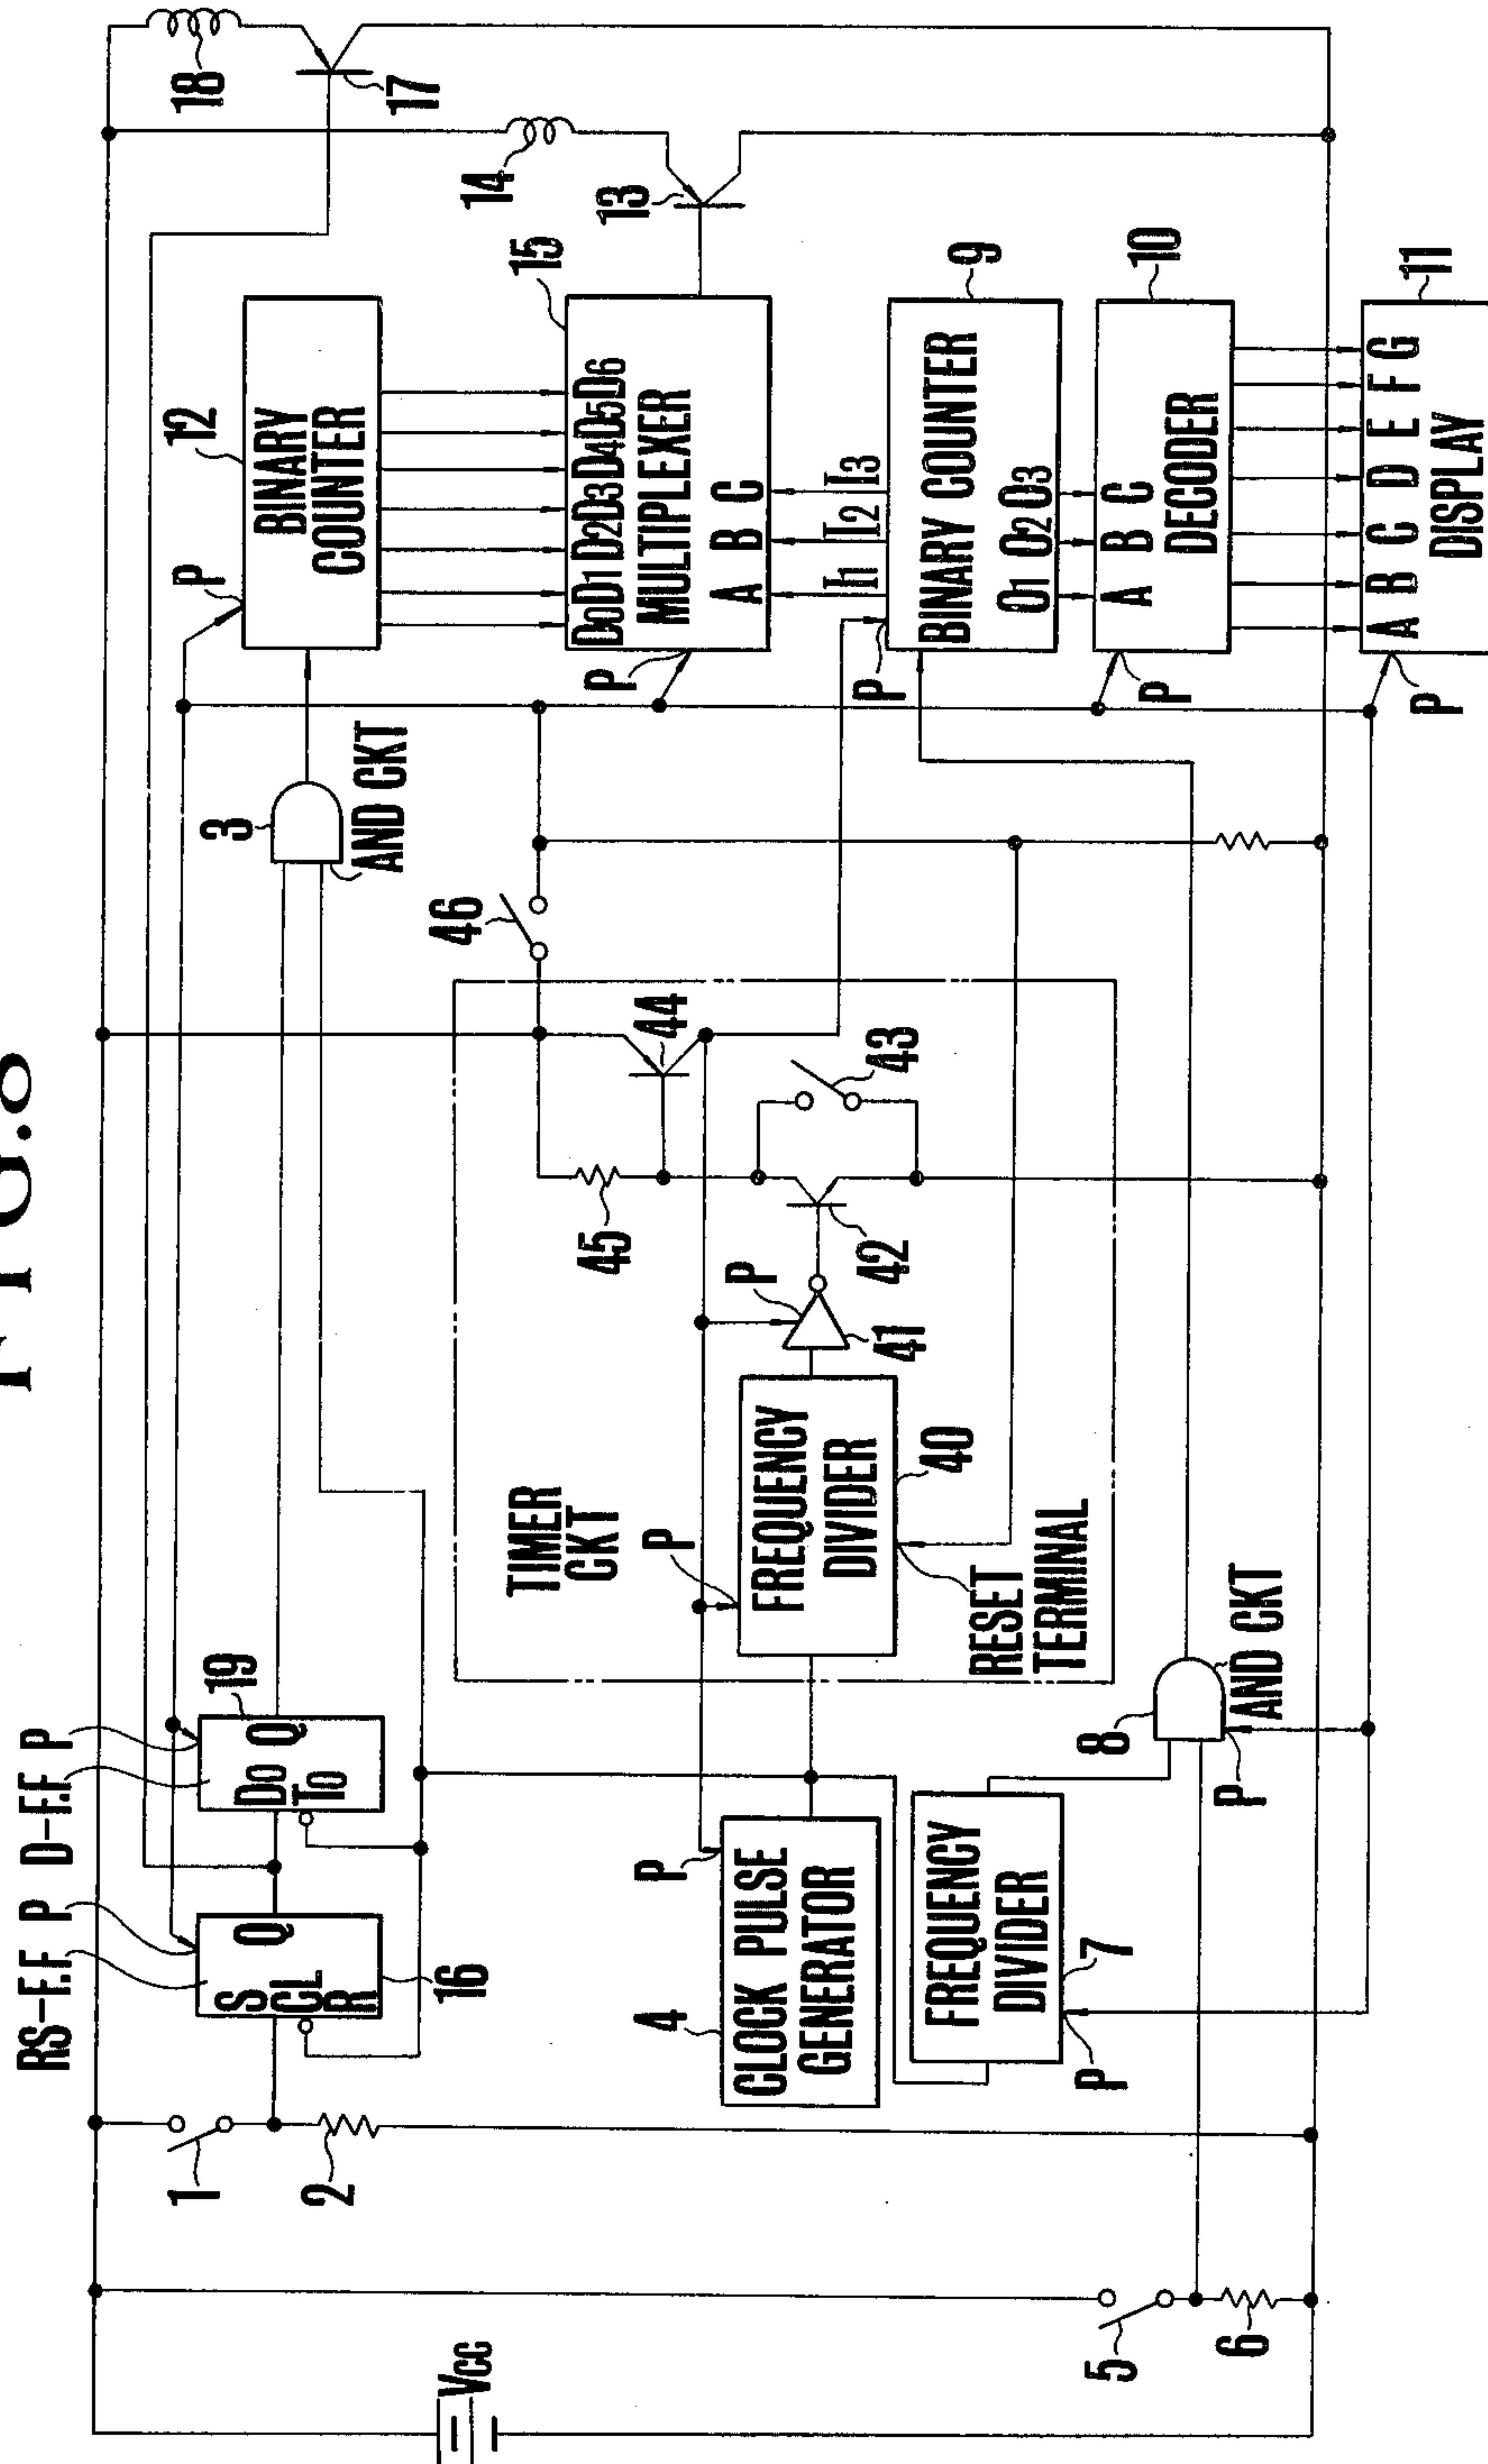 FIG.8
RS-F.F P D-F.F P
S Q
CL
R
16
D0 Q
T0
19
3
AND CKT
P
12
BINARY
COUNTER
18
17
14
13
15
D0 D1 D2 D3 D4 D5 D6
MULTIPLEXER
A B C
P
I1 I2 I3
9
BINARY COUNTER
O1 O2 O3
P
10
A B C
DECODER
P
11
A B C D E F G
DISPLAY
P
46
44
43
45
42
P
41
TIMER
CKT
P
FREQUENCY
DIVIDER
40
RESET
TERMINAL
1
2
4
P
CLOCK PULSE
GENERATOR
FREQUENCY
DIVIDER
7
P
8
AND CKT
P
5
6
Vcc